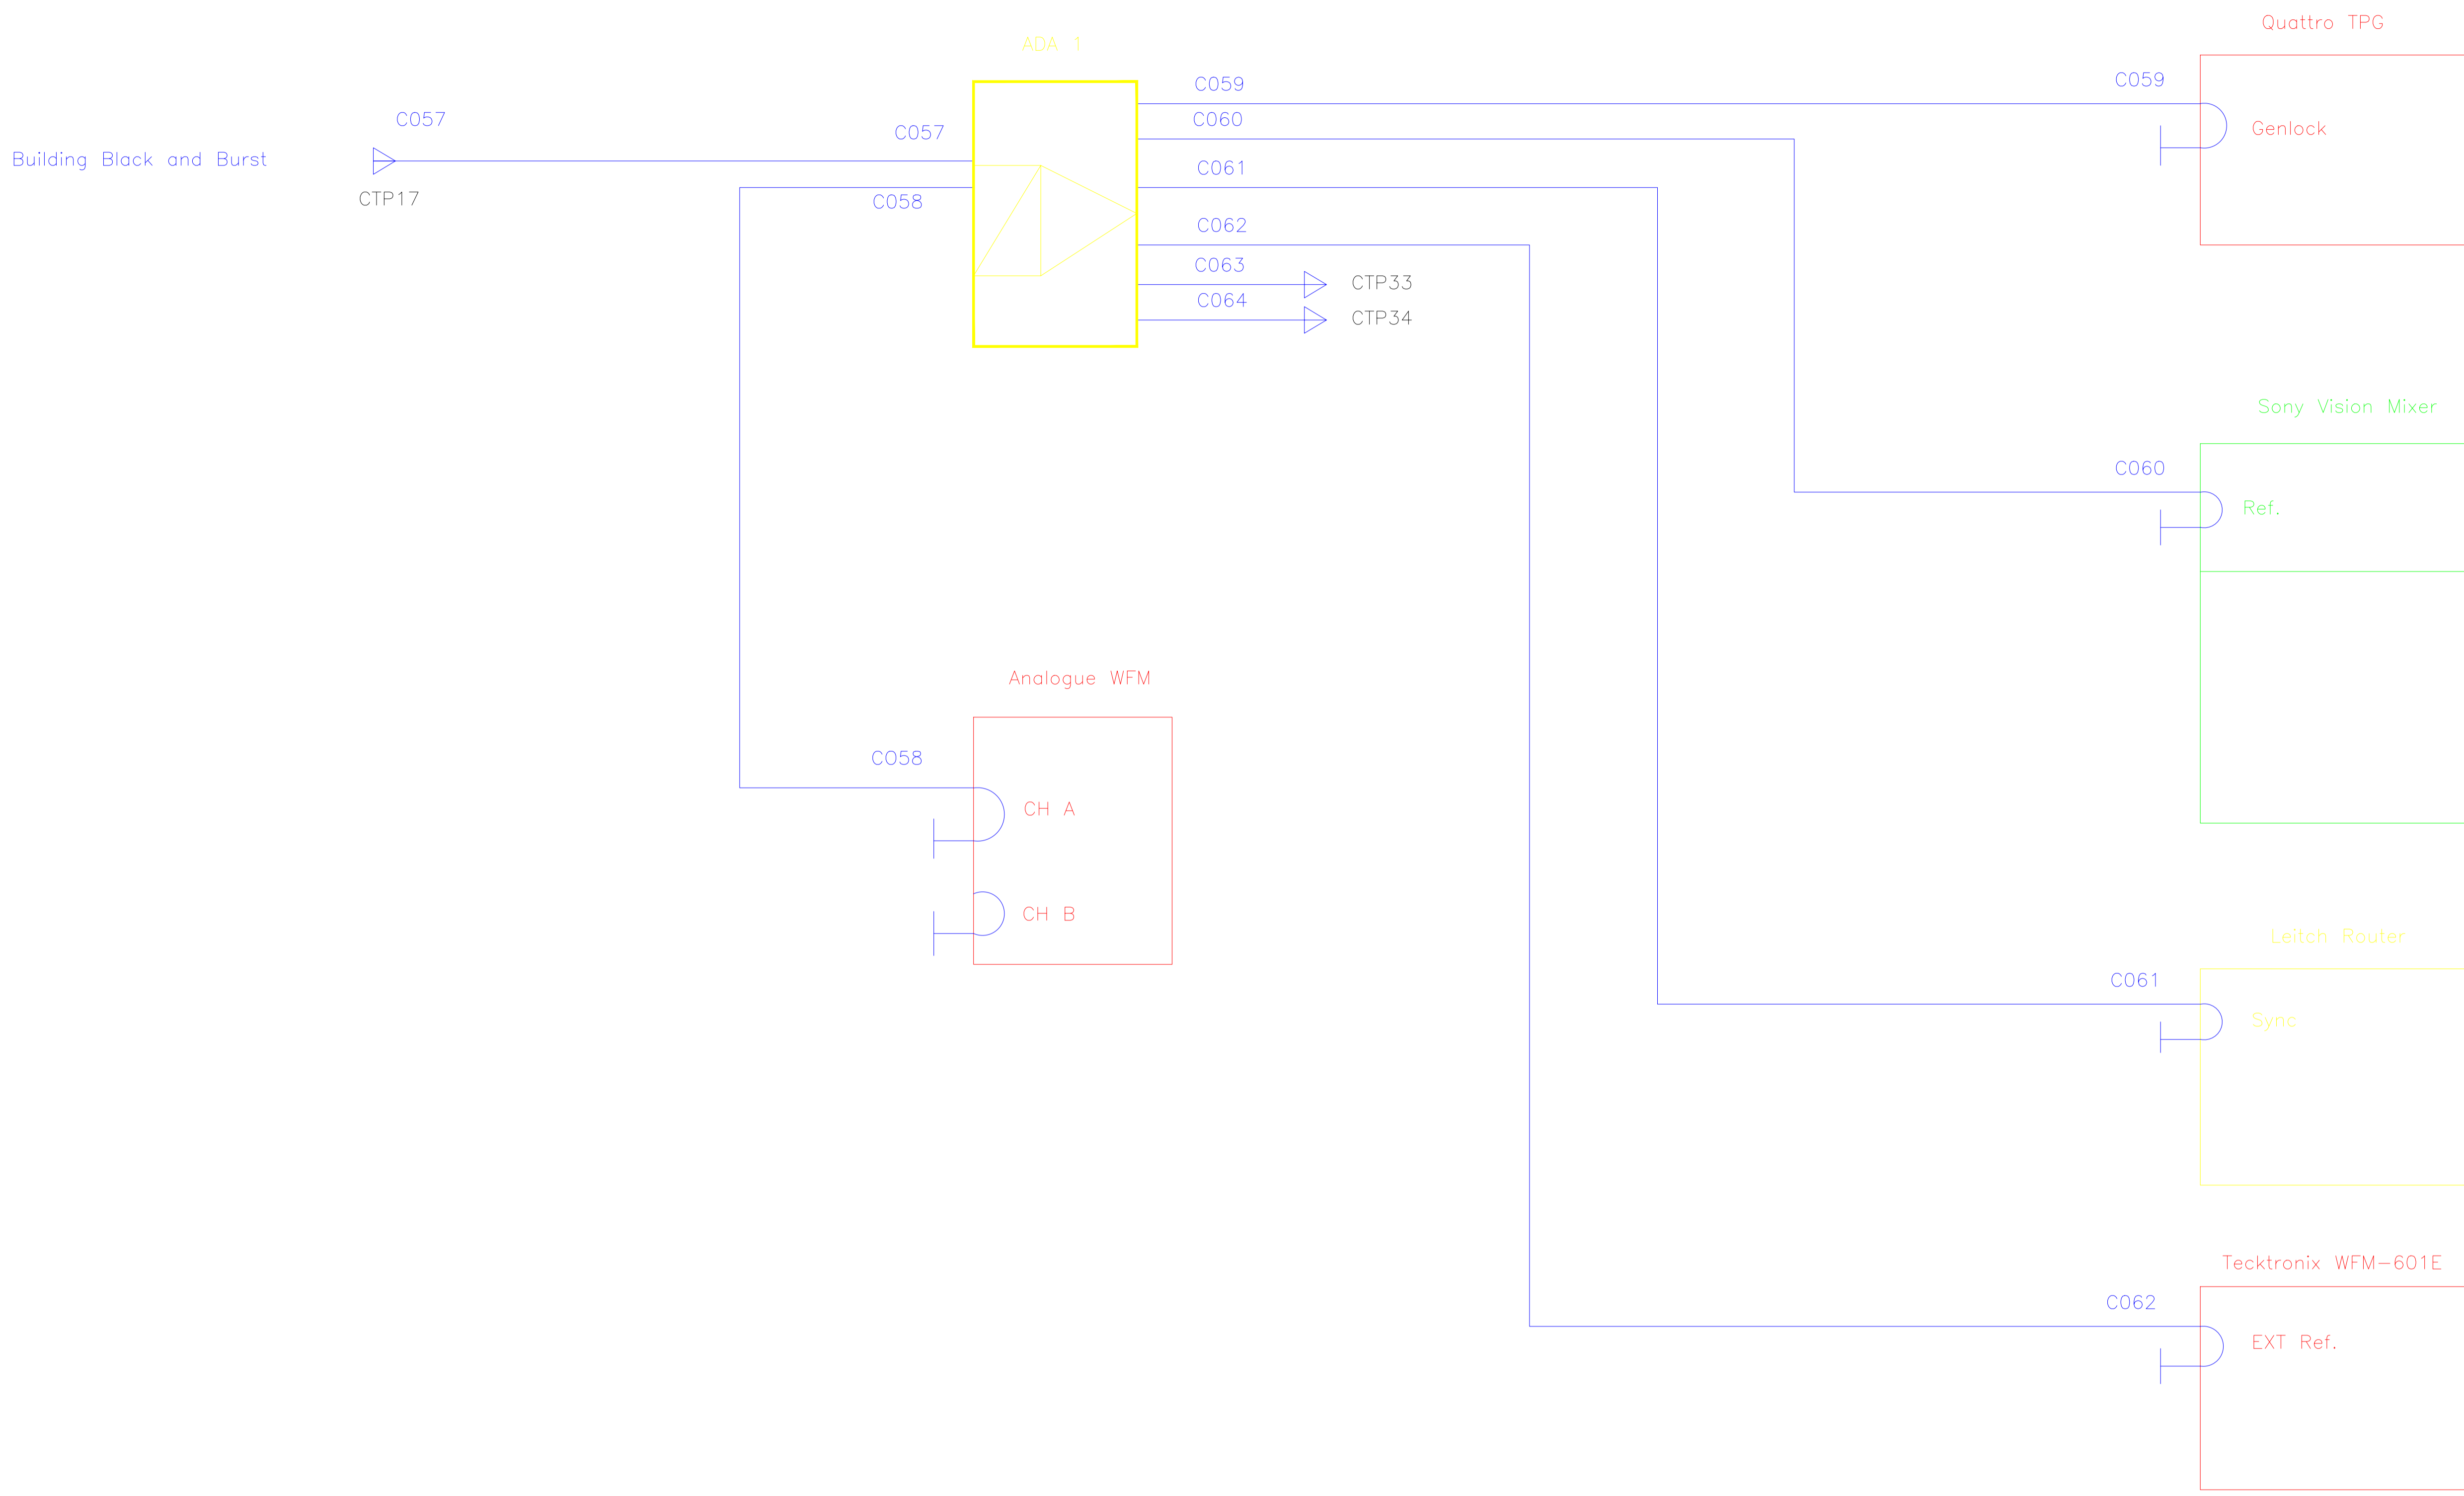 Quattro TPG
ADA 1
C059
C059
C057
C060
C057
Genlock
Building Black and Burst
C061
CTP17
C058
C062
C063
CTP33
C064
CTP34
Sony Vision Mixer
C060
Ref.
Analogue WFM
C058
CH A
CH B
Leitch Router
C061
Sync
Tecktronix WFM-601E
C062
EXT Ref.